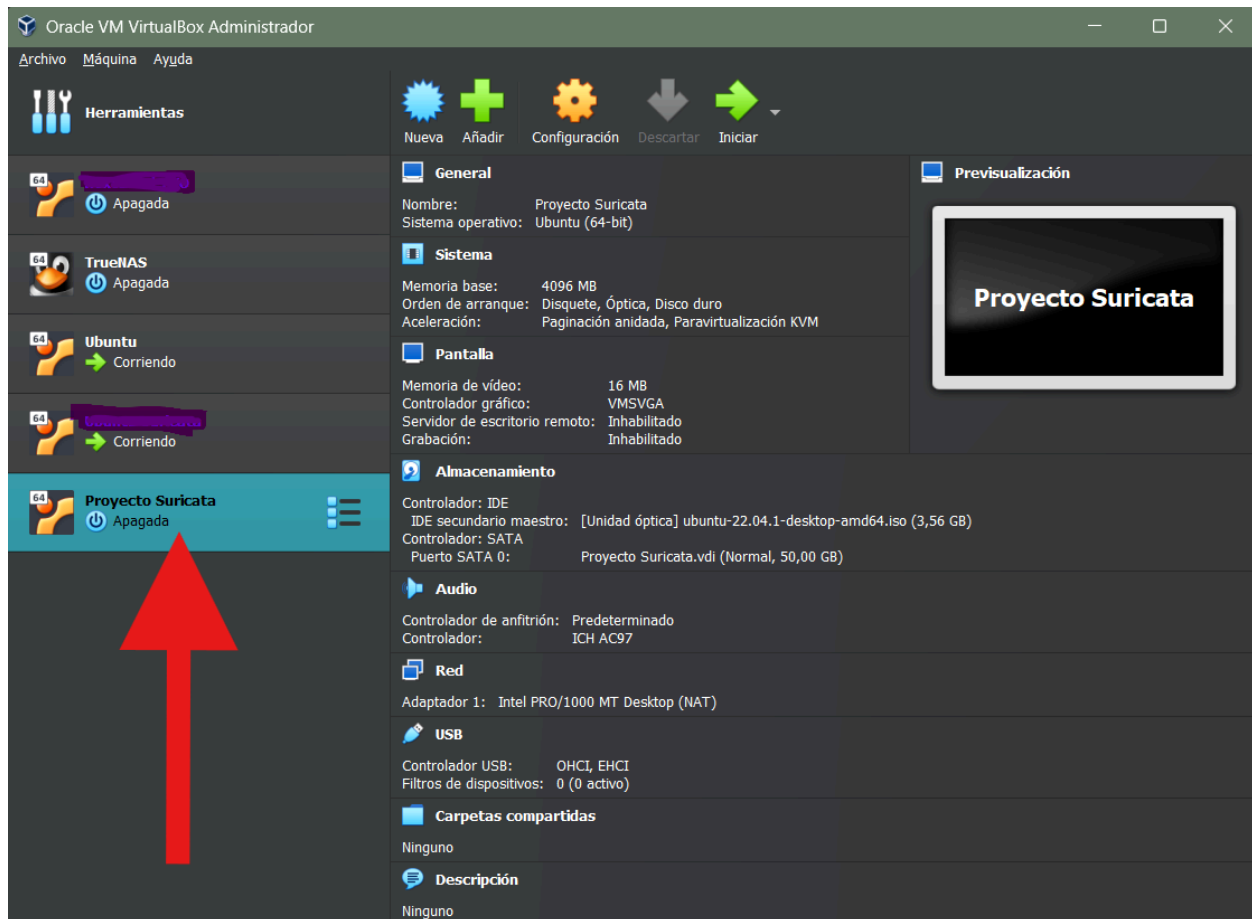 Oracle VM VirtualBox Administrador
Archivo Máquina Ayuda
Herramientas
Nueva Añadir Configuración Descartar Iniciar
64
Apagada
64
TrueNAS
Apagada
64
Ubuntu
Corriendo
64
Corriendo
64
Proyecto Suricata
Apagada
General
Nombre: Proyecto Suricata
Sistema operativo: Ubuntu (64-bit)
Sistema
Memoria base: 4096 MB
Orden de arranque: Disquete, Óptica, Disco duro
Aceleración: Paginación anidada, Paravirtualización KVM
Pantalla
Memoria de vídeo: 16 MB
Controlador gráfico: VMSVGA
Servidor de escritorio remoto: Inhabilitado
Grabación: Inhabilitado
Almacenamiento
Controlador: IDE
IDE secundario maestro: [Unidad óptica] ubuntu-22.04.1-desktop-amd64.iso (3,56 GB)
Controlador: SATA
Puerto SATA 0: Proyecto Suricata.vdi (Normal, 50,00 GB)
Audio
Controlador de anfitrión: Predeterminado
Controlador: ICH AC97
Red
Adaptador 1: Intel PRO/1000 MT Desktop (NAT)
USB
Controlador USB: OHCI, EHCI
Filtros de dispositivos: 0 (0 activo)
Carpetas compartidas
Ninguno
Descripción
Ninguno
Previsualización
Proyecto Suricata